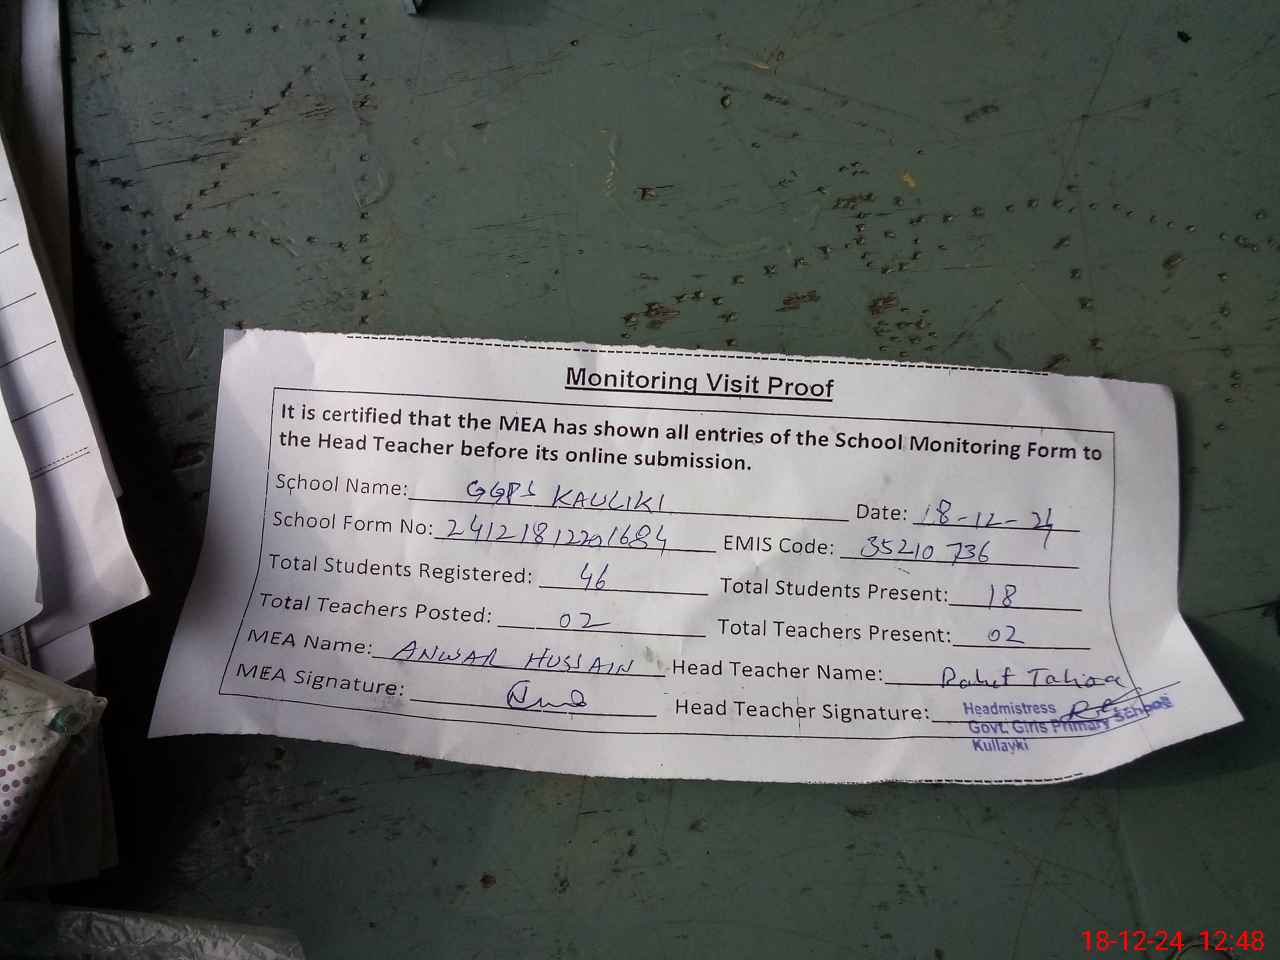 Monitoring Visit Proof
It is certified that the MEA has shown all entries of the School Monitoring Form to
the Head Teacher before its online submission.
School Name: GGPS KAULIKI Date: 18-12-24
School Form No: EMIS Code: 35210736
Total Students Registered: 46 Total Students Present: 18
Total Teachers Posted: 02 Total Teachers Present: 02
MEA Name: ANWAR HUSSAIN Head Teacher Name: Tahira
MEA Signature: Head Teacher Signature:
Headmistress
Govt. Girls Primary School
Kullayki
18-12-24 12:48